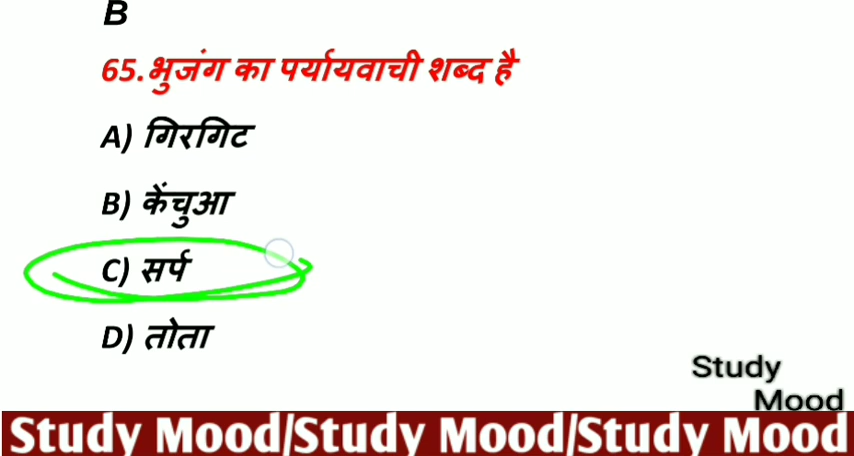 B
65.भुजंग का पर्यायवाची शब्द है
A) गिरगिट
B) केंचुआ
C) सर्प
D) तोता
Study
Mood
Study Mood/Study Mood/Study Mood